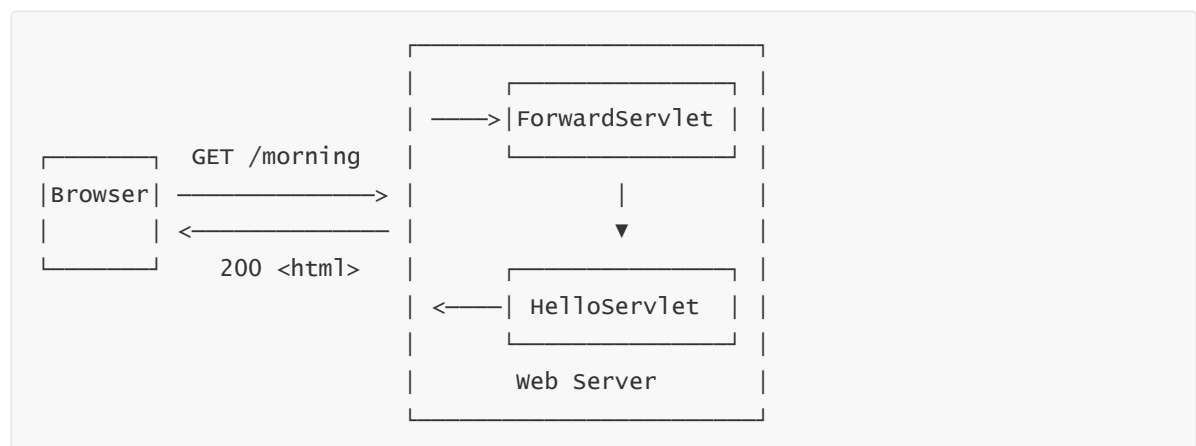 ForwardServlet
GET /morning
Browser
200 <html>
HelloServlet
Web Server